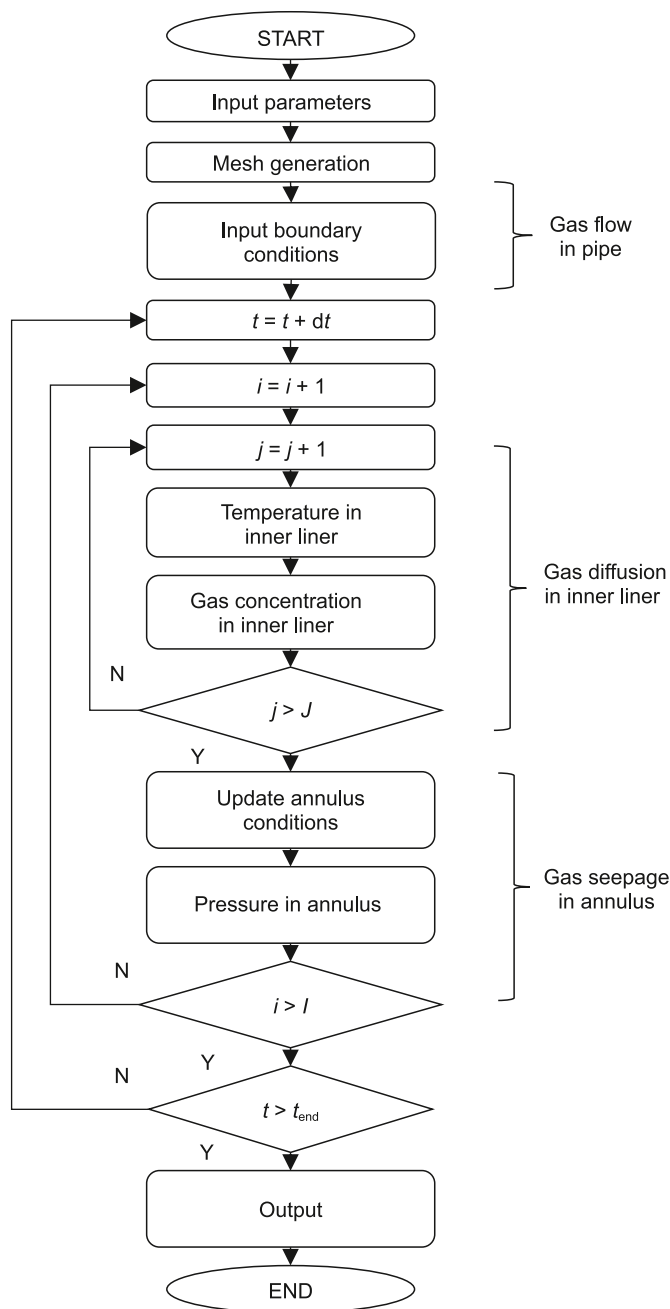 START
Input parameters
Mesh generation
Input boundary
conditions
Gas flow
in pipe
t = t + dt
i = i + 1
j = j + 1
Temperature in
inner liner
Gas concentration
in inner liner
Gas diffusion
in inner liner
N
j > J
Y
Update annulus
conditions
Pressure in annulus
Gas seepage
in annulus
N
i > I
Y
N
t > tend
Y
Output
END